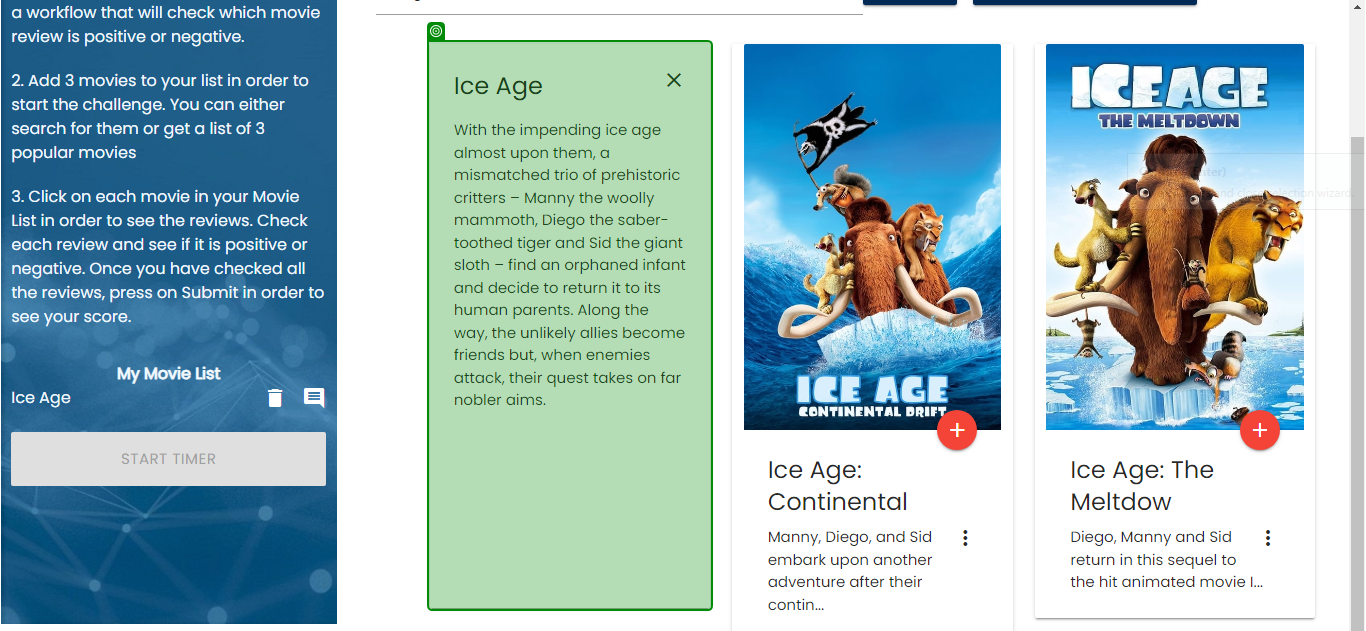 a workflow that will check which movie
review is positive or negative.
2. Add 3 movies to your list in order to
start the challenge. You can either
search for them or get a list of 3
popular movies
3. Click on each movie in your Movie
List in order to see the reviews. Check
each review and see if it is positive or
negative. Once you have checked all
the reviews, press on Submit in order to
see your score.
My Movie List
Ice Age
START TIMER
Ice Age
With the impending ice age
almost upon them, a
mismatched trio of prehistoric
critters – Manny the woolly
mammoth, Diego the saber-
toothed tiger and Sid the giant
sloth – find an orphaned infant
and decide to return it to its
human parents. Along the
way, the unlikely allies become
friends but, when enemies
attack, their quest takes on far
nobler aims.
ICE AGE
CONTINENTAL DRIFT
Ice Age:
Continental
Manny, Diego, and Sid
embark upon another
adventure after their
contin...
ICE AGE
THE MELTDOWN
Ice Age: The
Meltdow
Diego, Manny and Sid
return in this sequel to
the hit animated movie I...